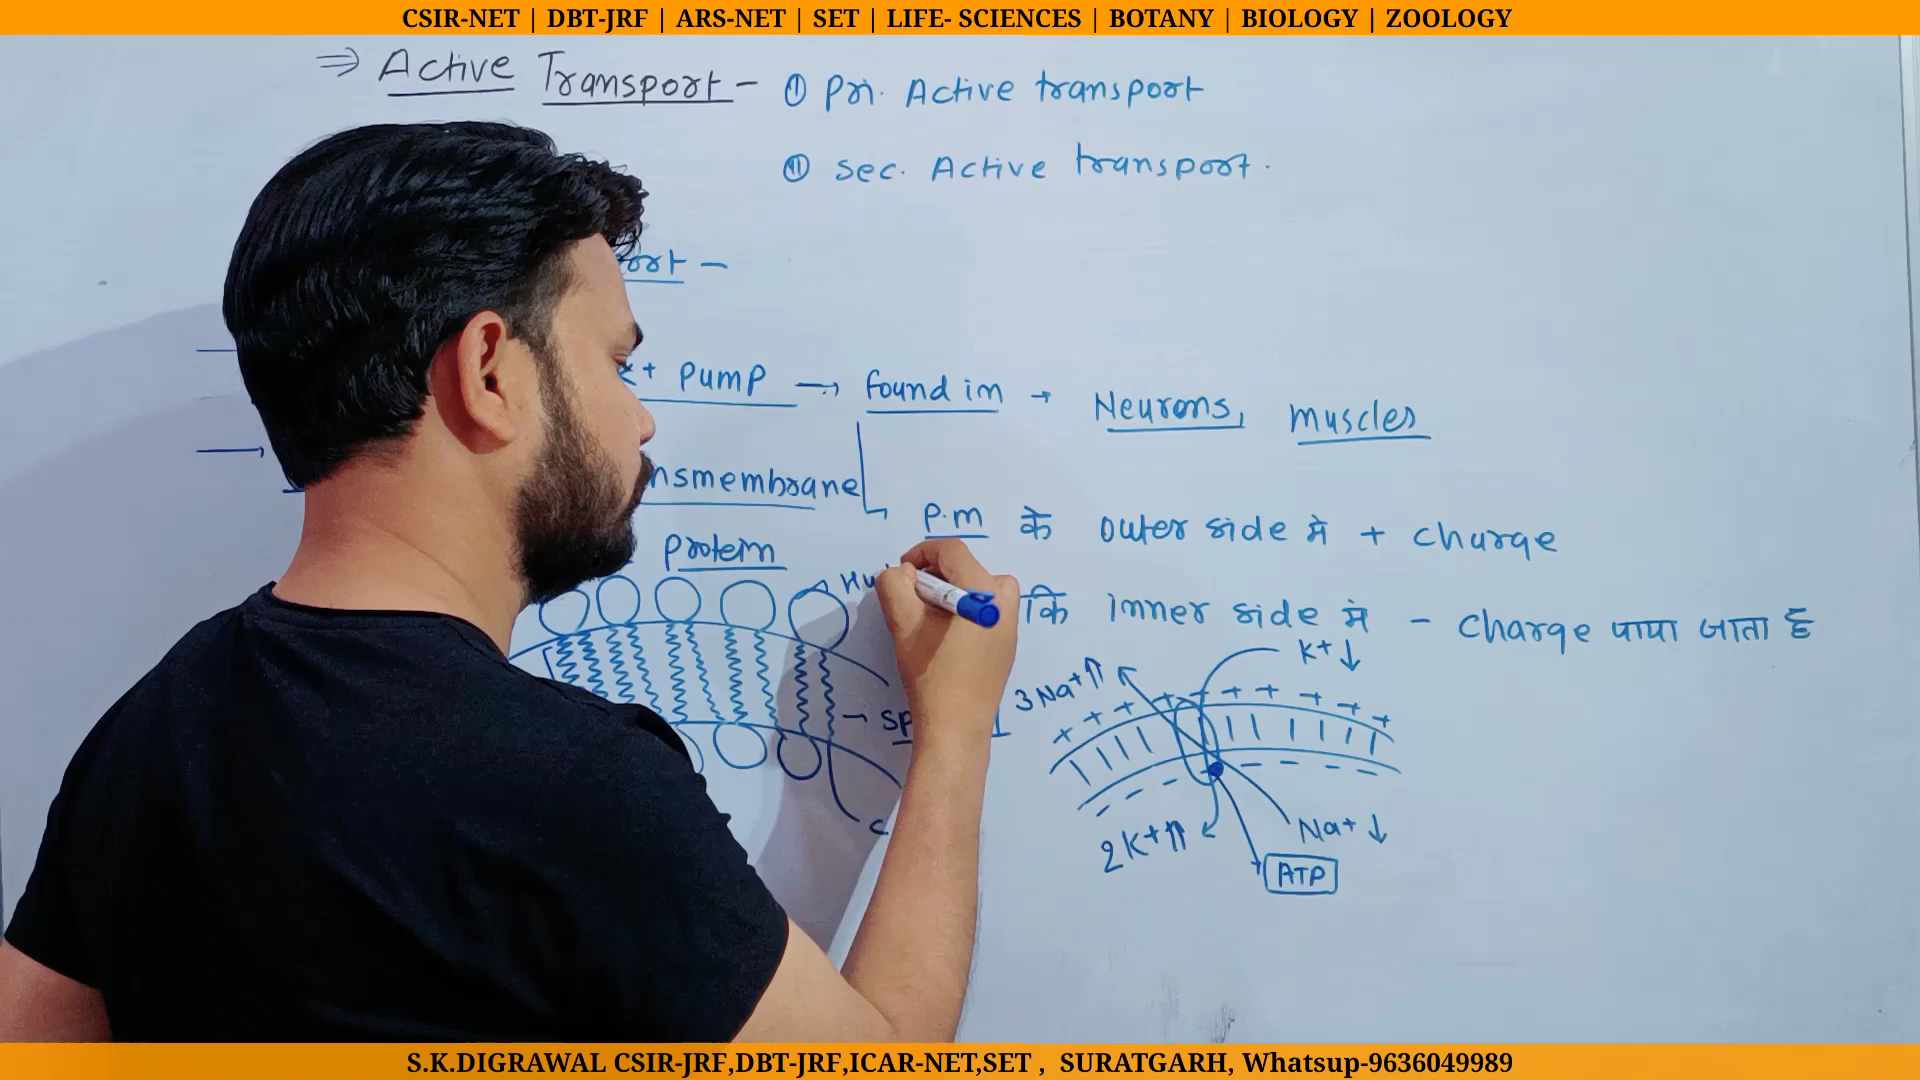 CSIR-NET | DBT-JRF | ARS-NET | SET | LIFE- SCIENCES | BOTANY | BIOLOGY | ZOOLOGY
⇒ Active Transport - ① Pri. Active transport
② Sec. Active transport.
ort -
K+ Pump → found in → Neurons, muscles
nsmembrane
P.m के outer side मे + charge
Protein
कि inner side मे - charge पाया जाता है
K+↓
3Na+⇑
+ + + + + + + + + +
2K+⇑
Na+↓
ATP
S.K.DIGRAWAL CSIR-JRF,DBT-JRF,ICAR-NET,SET , SURATGARH, Whatsup-9636049989